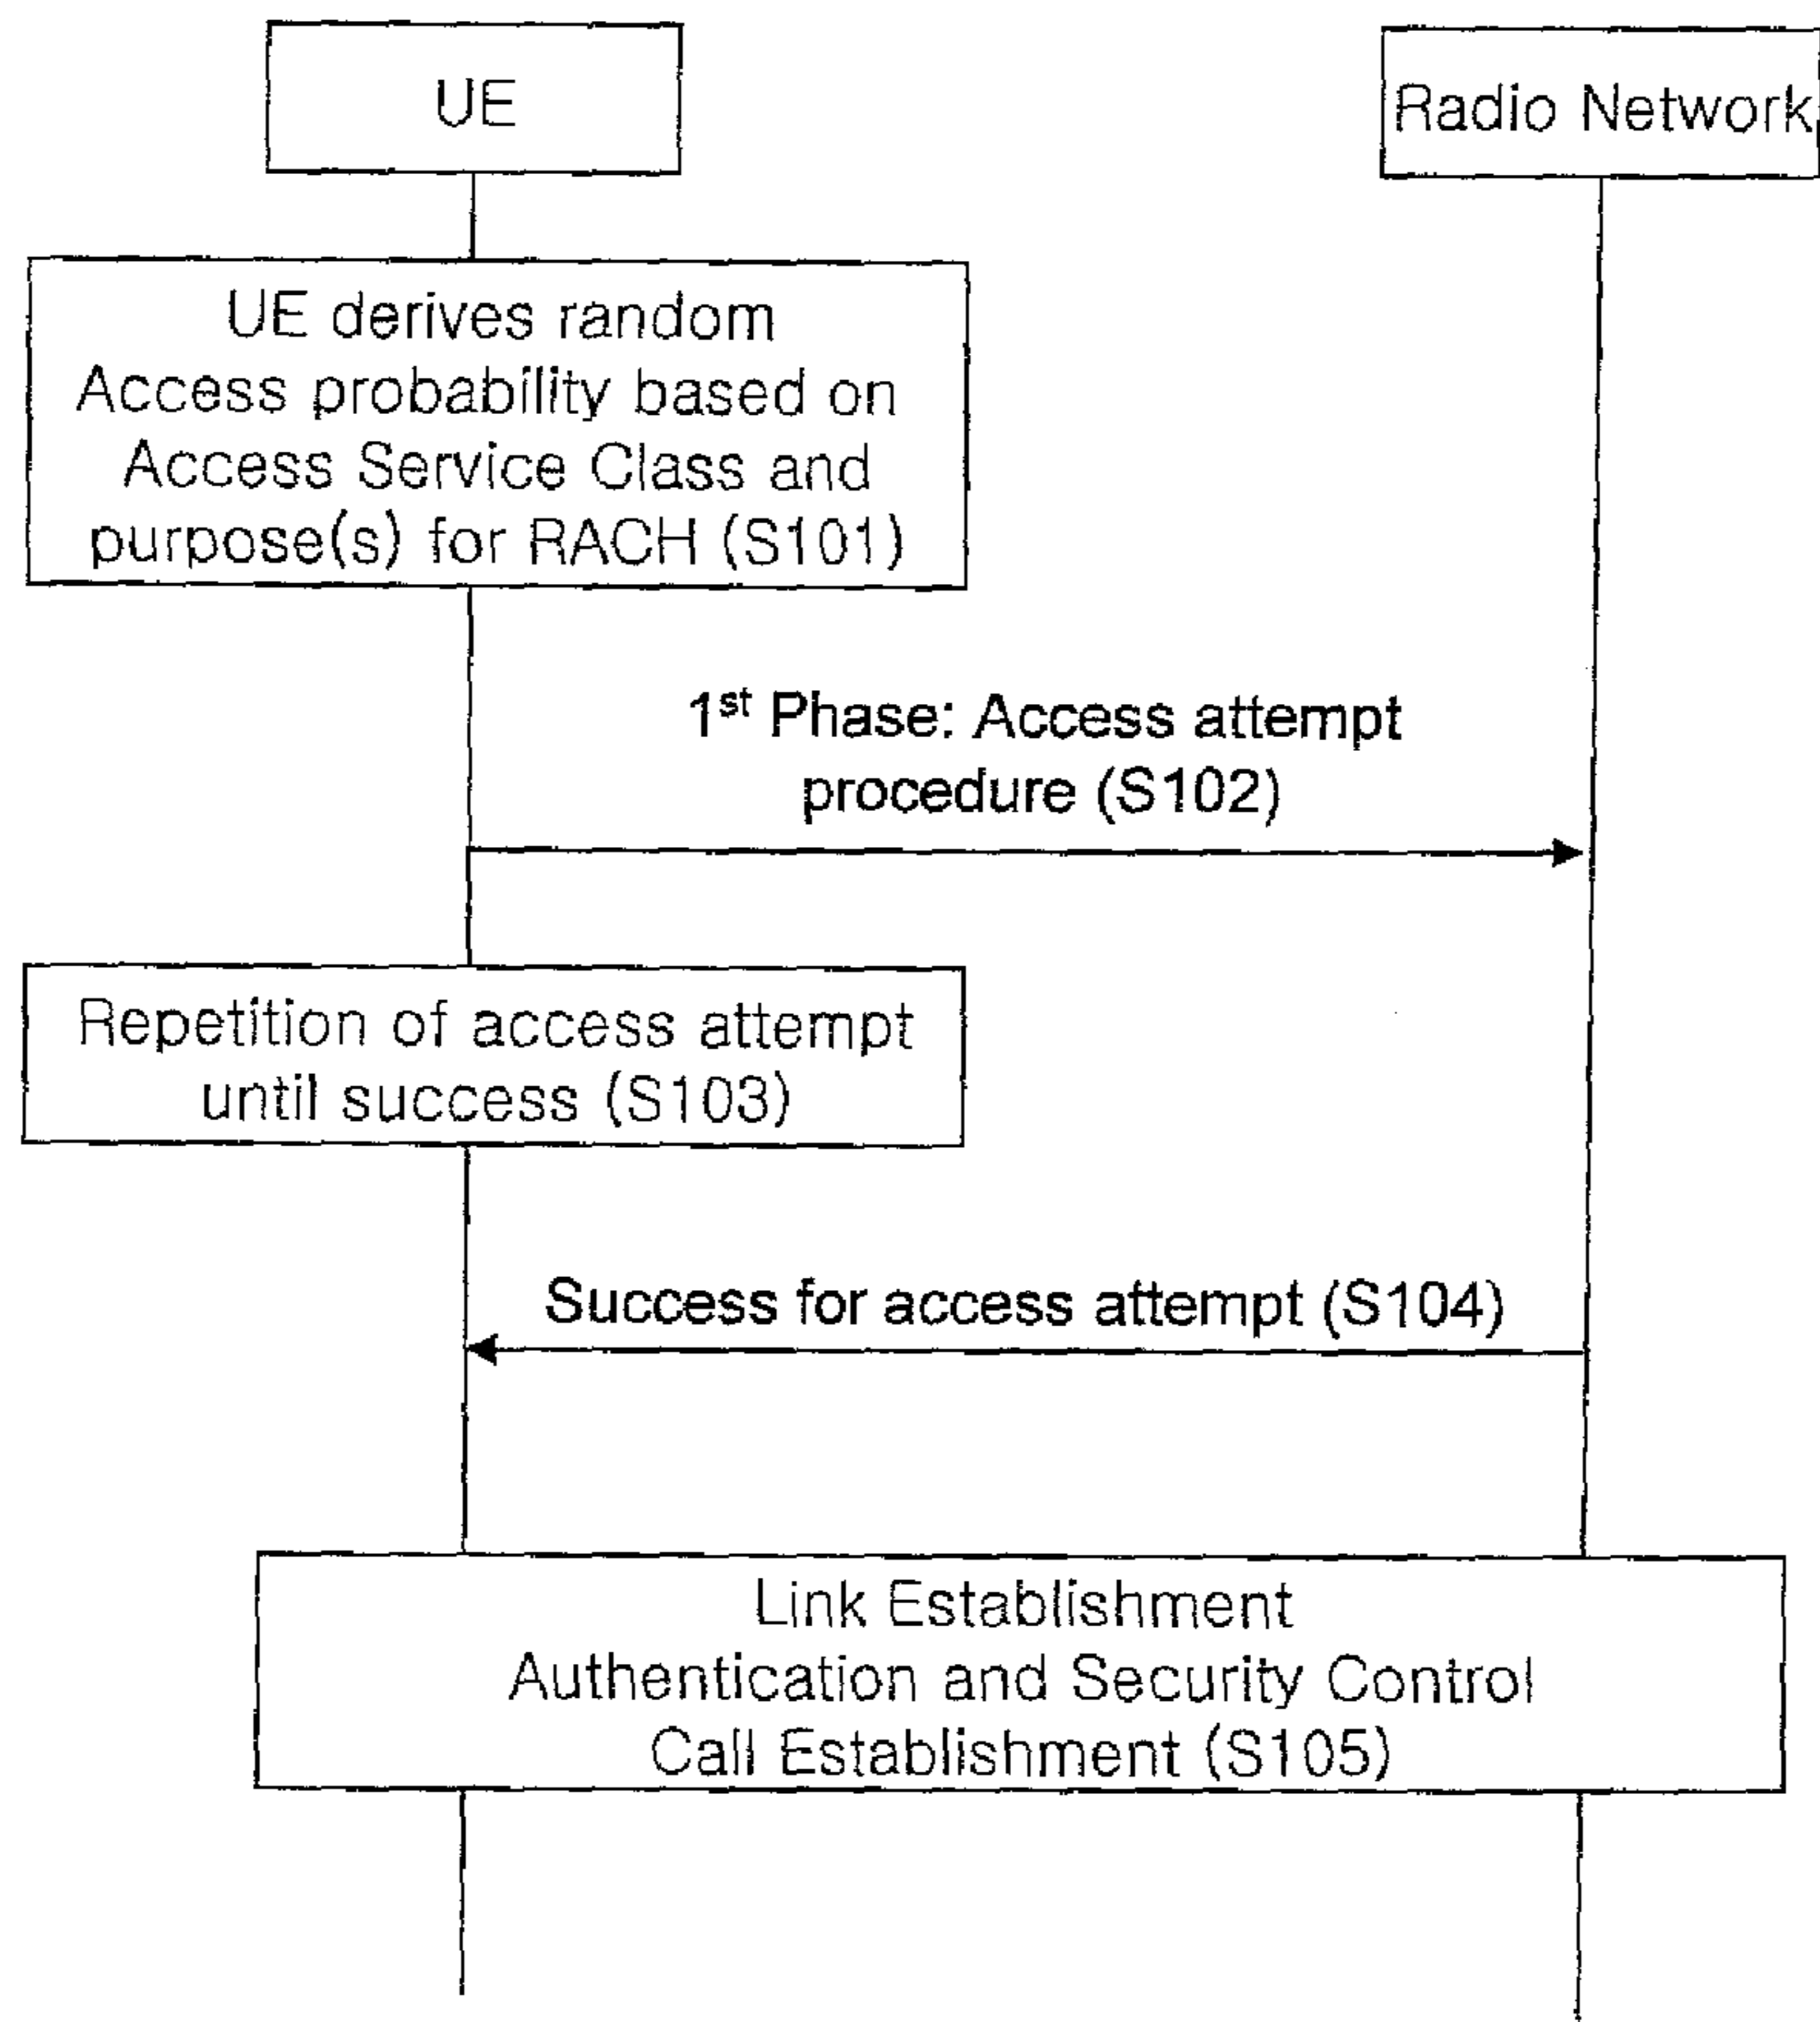 UE
Radio Network
UE derives random
Access probability based on
Access Service Class and
purpose(s) for RACH (S101)
1st Phase: Access attempt
procedure (S102)
Repetition of access attempt
until success (S103)
Success for access attempt (S104)
Link Establishment
Authentication and Security Control
Call Establishment (S105)